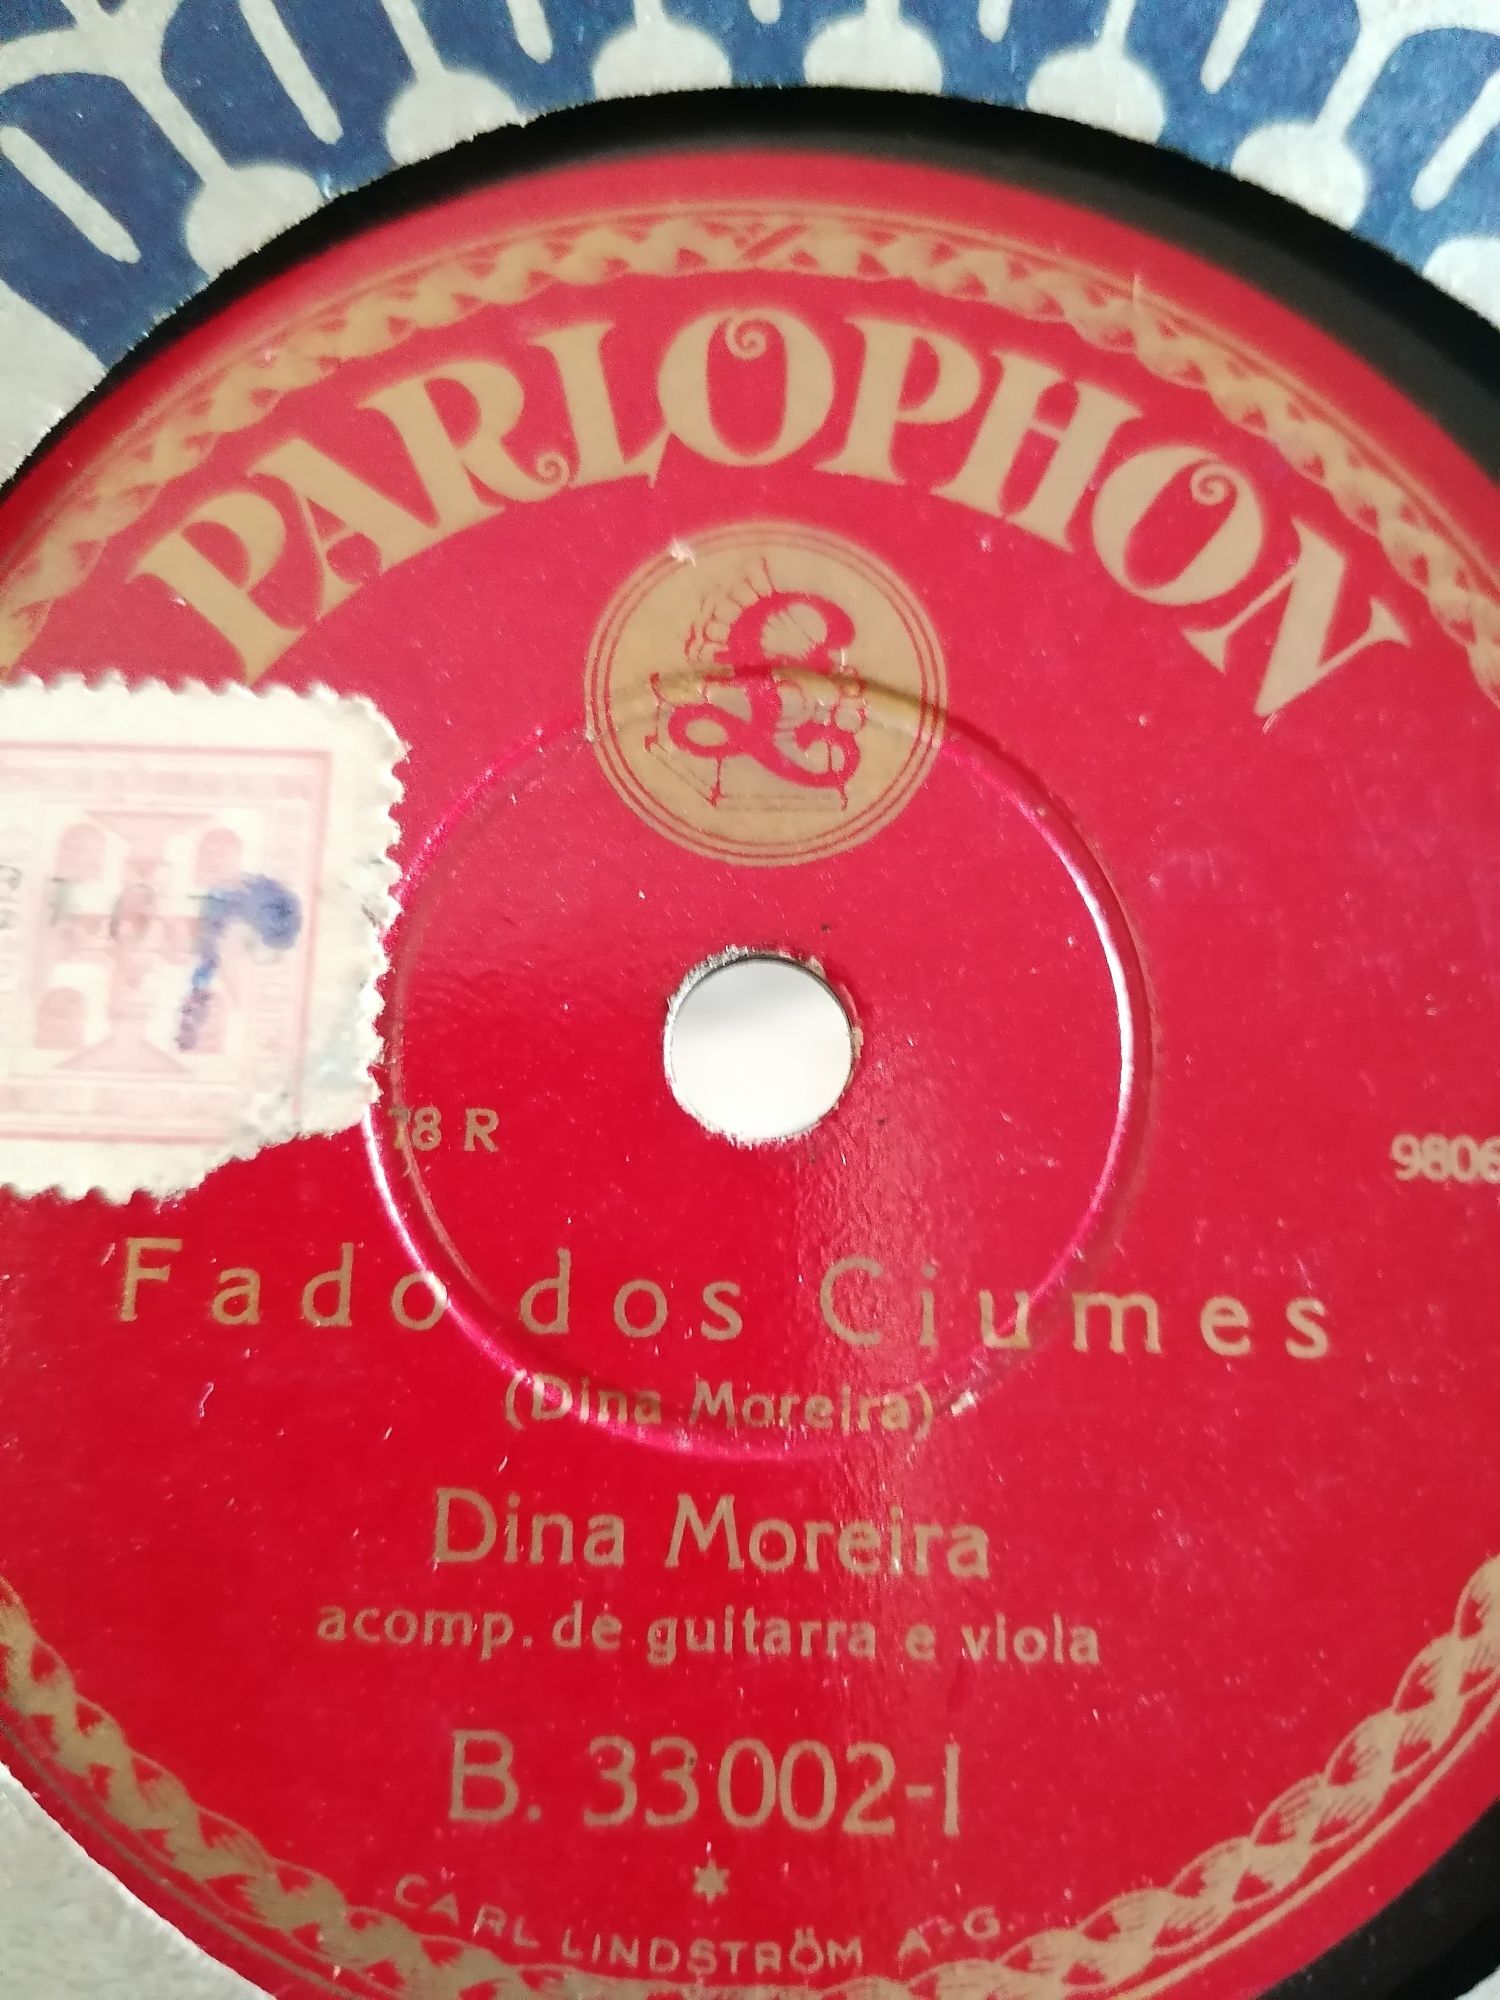 PARLOPHON
£
78 R
9806
Fado dos Ciumes
(Dina Moreira)
Dina Moreira
acomp. de guitarra e viola
B. 33002-I
CARL LINDSTRÖM A-G.